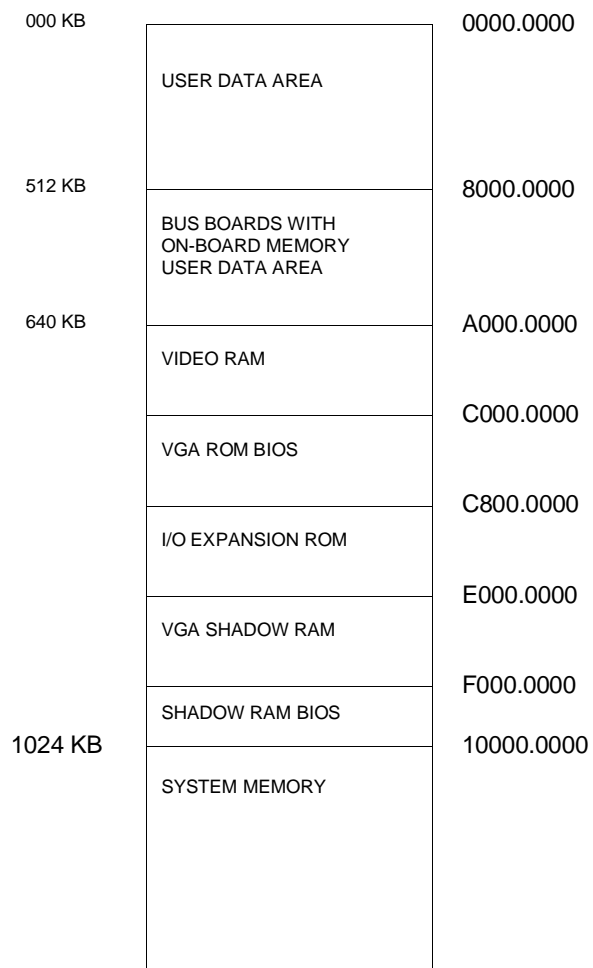 000 KB
0000.0000
USER DATA AREA
512 KB
8000.0000
BUS BOARDS WITH
ON-BOARD MEMORY
USER DATA AREA
640 KB
A000.0000
VIDEO RAM
C000.0000
VGA ROM BIOS
C800.0000
I/O EXPANSION ROM
E000.0000
VGA SHADOW RAM
F000.0000
SHADOW RAM BIOS
1024 KB
10000.0000
SYSTEM MEMORY